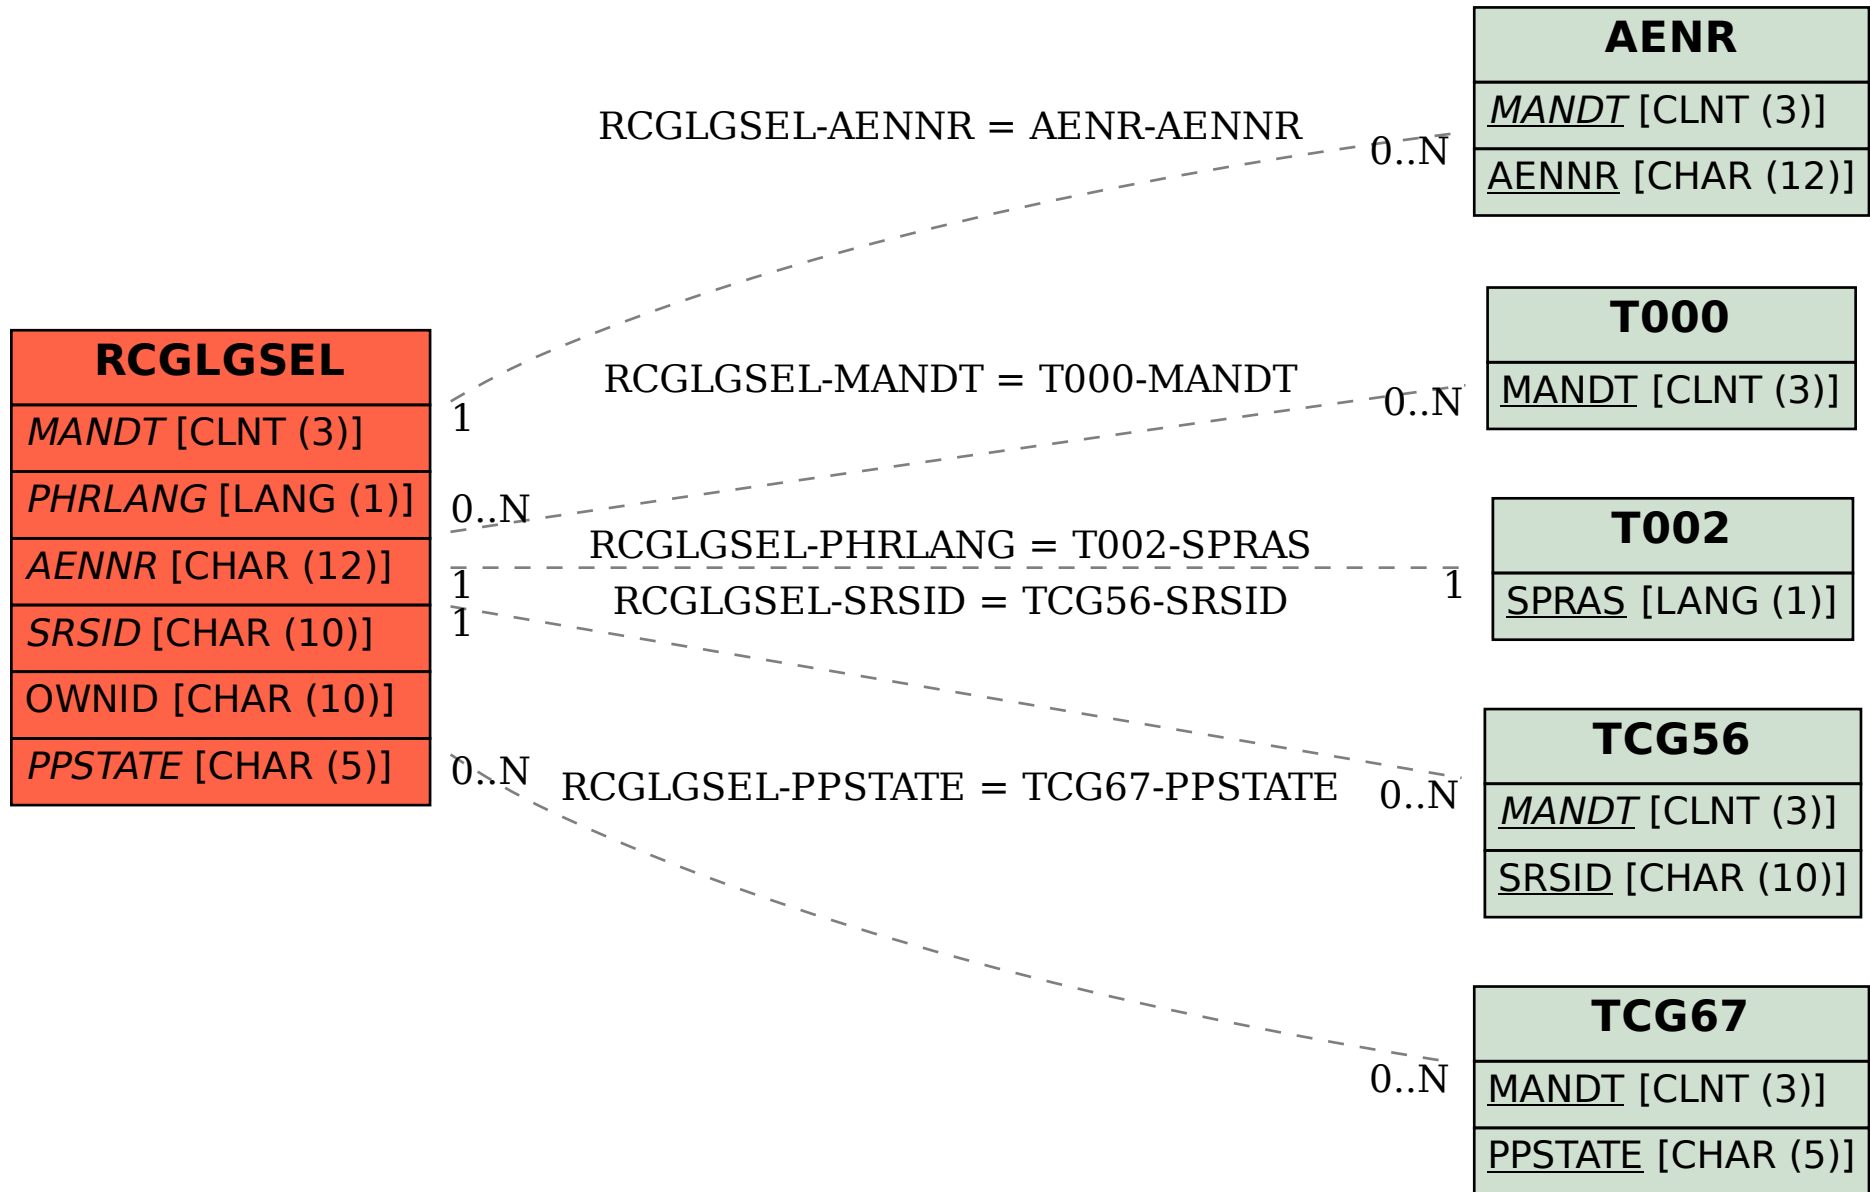 AENR
MANDT [CLNT (3)]
AENNR [CHAR (12)]
RCGLGSEL-AENNR = AENR-AENNR
0..N
1
T000
MANDT [CLNT (3)]
RCGLGSEL-MANDT = T000-MANDT
0..N
0..N
RCGLGSEL
MANDT [CLNT (3)]
PHRLANG [LANG (1)]
AENNR [CHAR (12)]
SRSID [CHAR (10)]
OWNID [CHAR (10)]
PPSTATE [CHAR (5)]
T002
SPRAS [LANG (1)]
RCGLGSEL-PHRLANG = T002-SPRAS
1
1
RCGLGSEL-SRSID = TCG56-SRSID
1
0..N
TCG56
MANDT [CLNT (3)]
SRSID [CHAR (10)]
RCGLGSEL-PPSTATE = TCG67-PPSTATE
0..N
0..N
TCG67
MANDT [CLNT (3)]
PPSTATE [CHAR (5)]